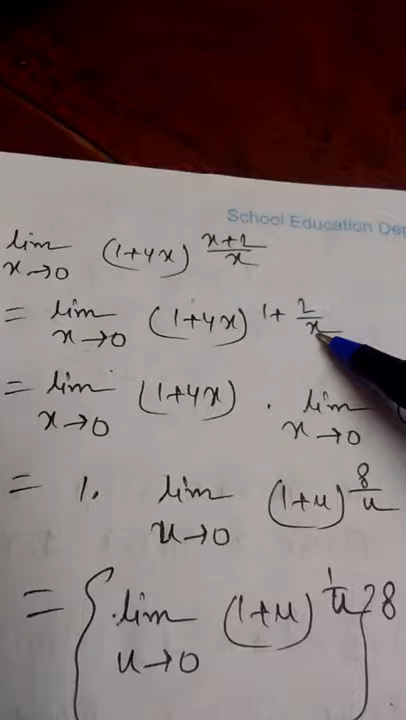 School Education Dep
lim x→0 (1+4x)^((x+2)/x)
= lim x→0 (1+4x)^(1+2/x)
= lim x→0 (1+4x) . lim x→0
= 1. lim u→0 (1+u)^(8/u)
= { lim u→0 (1+u)^(1/u) }^8